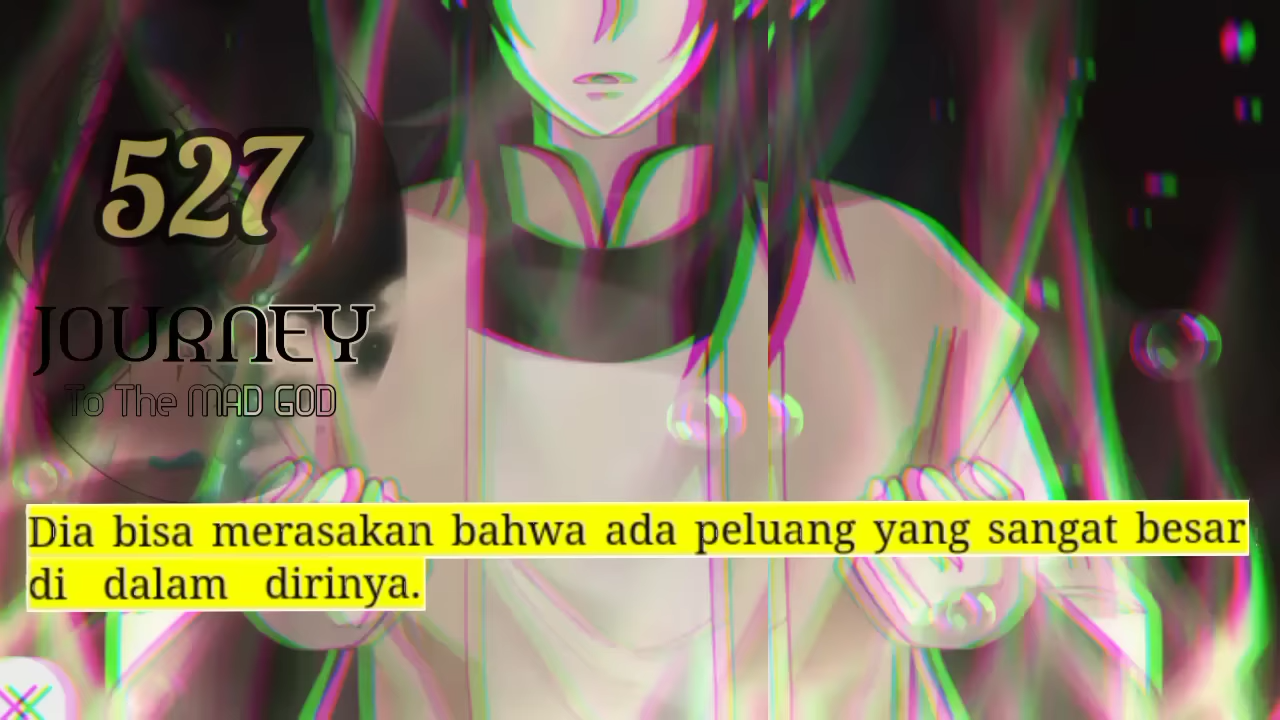 527
JOURNEY
To The MAD GOD
Dia bisa merasakan bahwa ada peluang yang sangat besar
di dalam dirinya.